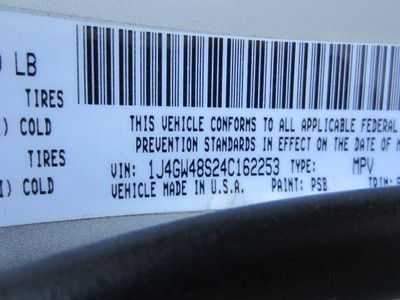 LB
TIRES
) COLD
TIRES
) COLD
THIS VEHICLE CONFORMS TO ALL APPLICABLE FEDERAL
PREVENTION STANDARDS IN EFFECT ON THE DATE OF
VIN: 1J4GW48S24C162253 TYPE: MPV
VEHICLE MADE IN U.S.A. PAINT: PSB TRIM: